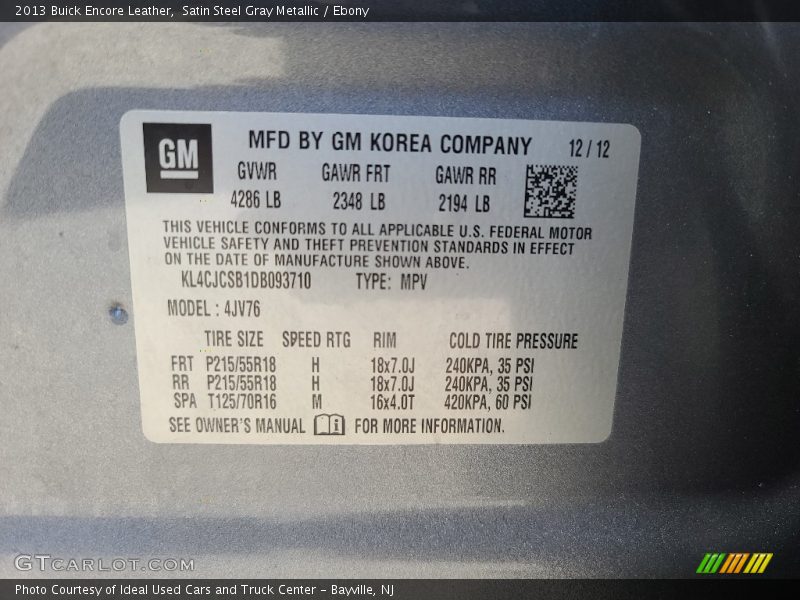 2013 Buick Encore Leather,  Satin Steel Gray Metallic / Ebony
GM
MFD BY GM KOREA COMPANY 12/12
GVWR GAWR FRT GAWR RR
4286 LB 2348 LB 2194 LB
THIS VEHICLE CONFORMS TO ALL APPLICABLE U.S. FEDERAL MOTOR
VEHICLE SAFETY AND THEFT PREVENTION STANDARDS IN EFFECT
ON THE DATE OF MANUFACTURE SHOWN ABOVE.
KL4CJCSB1DB093710 TYPE: MPV
MODEL : 4JV76
TIRE SIZE SPEED RTG RIM COLD TIRE PRESSURE
FRT P215/55R18 H 18x7.0J 240KPA, 35 PSI
RR P215/55R18 H 18x7.0J 240KPA, 35 PSI
SPA T125/70R16 M 16x4.0T 420KPA, 60 PSI
SEE OWNER'S MANUAL i FOR MORE INFORMATION.
GTCARLOT.COM
Photo Courtesy of Ideal Used Cars and Truck Center - Bayville, NJ